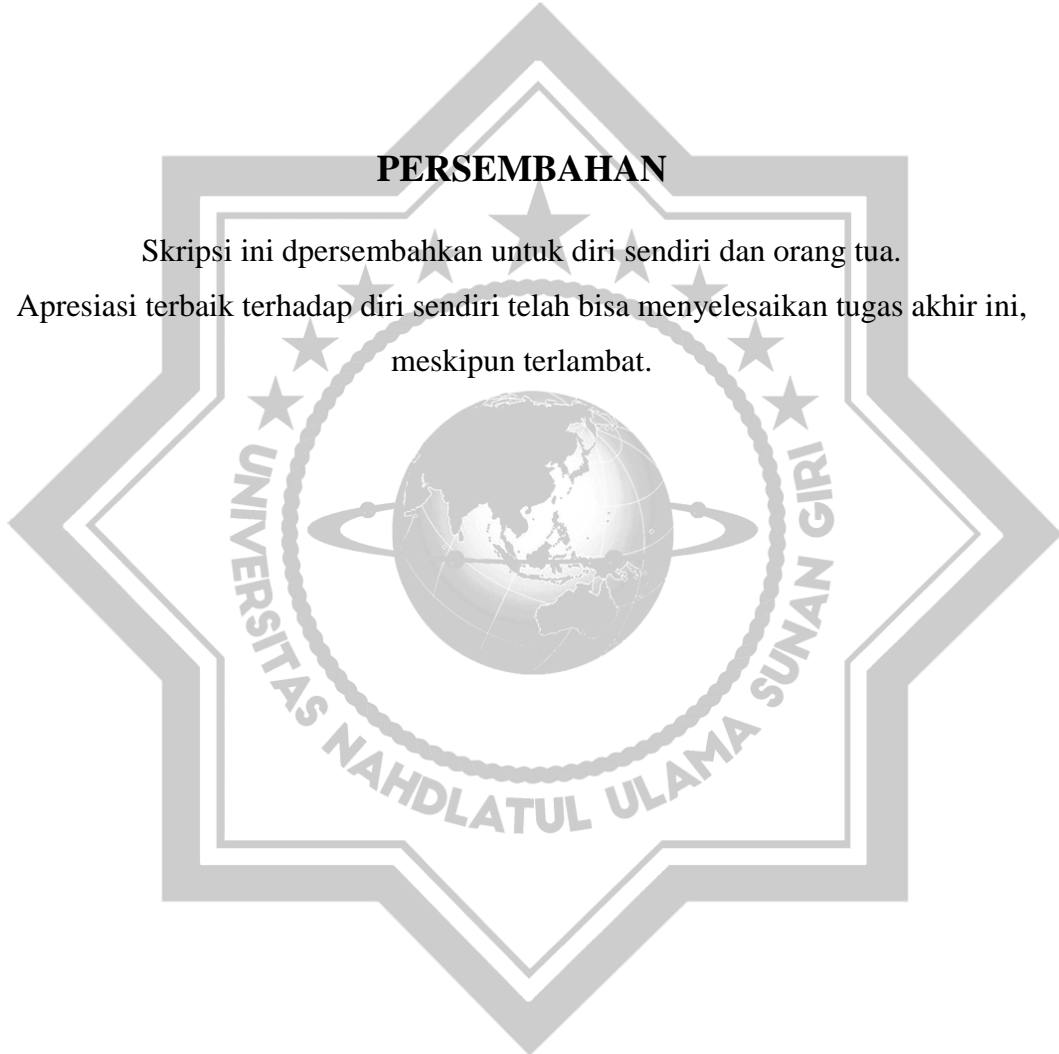 PERSEMBAHAN
Skripsi ini dpersembahkan untuk diri sendiri dan orang tua.
Apresiasi terbaik terhadap diri sendiri telah bisa menyelesaikan tugas akhir ini,
meskipun terlambat.
UNIVERSITAS NAHDLATUL ULAMA SUNAN GIRI